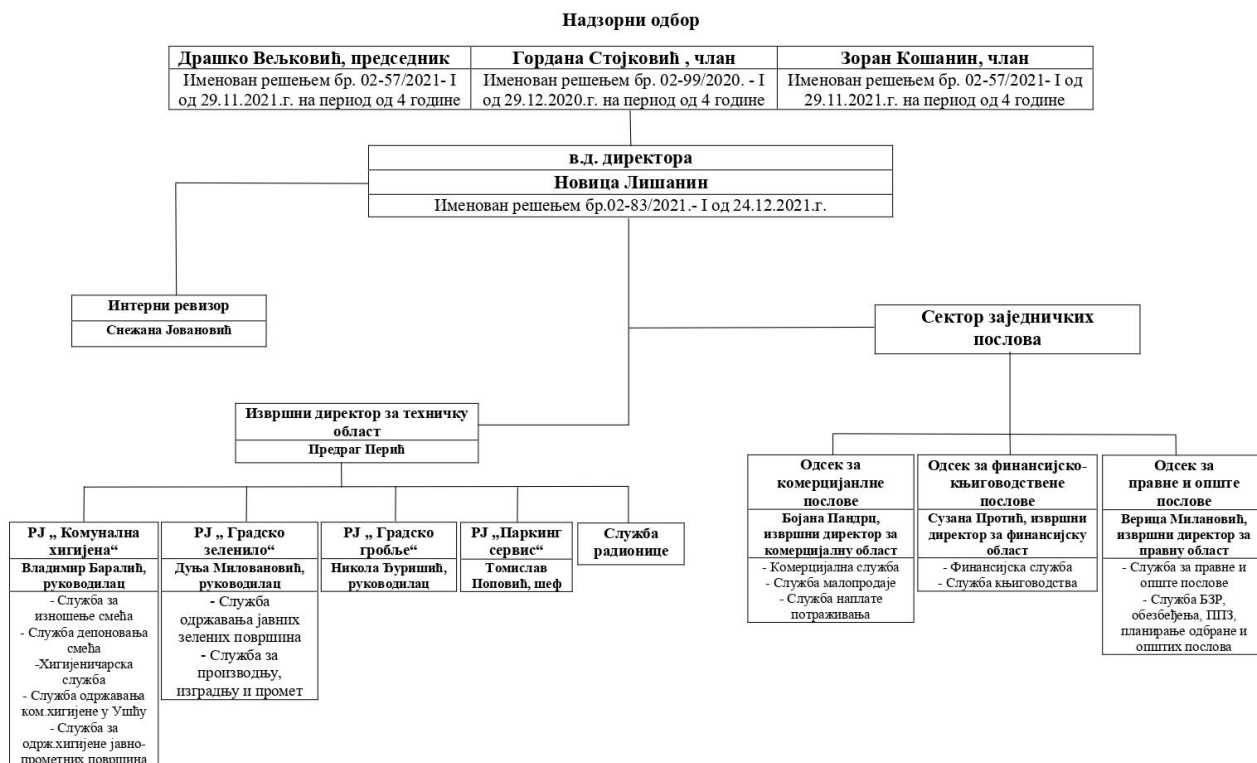 Надзорни одбор
Драшко Вељковић, председник
Именован решењем бр. 02-57/2021- I
од 29.11.2021.г. на период од 4 године
Гордана Стојковић , члан
Именован решењем бр. 02-99/2020. - I
од 29.12.2020.г. на период од 4 године
Зоран Кошанин, члан
Именован решењем бр. 02-57/2021- I од
29.11.2021.г. на период од 4 године
в.д. директора
Новица Лишанин
Именован решењем бр.02-83/2021.- I од 24.12.2021.г.
Интерни ревизор
Снежана Јовановић
Сектор заједничких
послова
Извршни директор за техничку
област
Предраг Перић
РЈ „ Комунална
хигијена“
Владимир Баралић,
руководилац
- Служба за
изношење смећа
- Служба депоновања
смећа
-Хигијеничарска
служба
- Служба одржавања
ком.хигијене у Ушћу
- Служба за
одрж.хигијене јавно-
прометних површина
РЈ „ Градско
зеленило“
Дуња Миловановић,
руководилац
- Служба
одржавања јавних
зелених површина
- Служба за
производњу,
изградњу и промет
РЈ „ Градско
гробље“
Никола Ђуришић,
руководилац
РЈ „Паркинг
сервис“
Томислав
Поповић, шеф
Служба
радионице
Одсек за
комерцијанлне
послове
Бојана Пандрц,
извршни директор за
комерцијалну област
- Комерцијална служба
- Служба малопродаје
- Служба наплате
потраживања
Одсек за финансијско-
књиговодствене
послове
Сузана Протић, извршни
директор за финансијску
област
- Финансијска служба
- Служба књиговодства
Одсек за
правне и опште
послове
Верица Милановић,
извршни директор за
правну област
- Служба за правне и
опште послове
- Служба БЗР,
обезбеђења, ППЗ,
планирање одбране и
општих послова